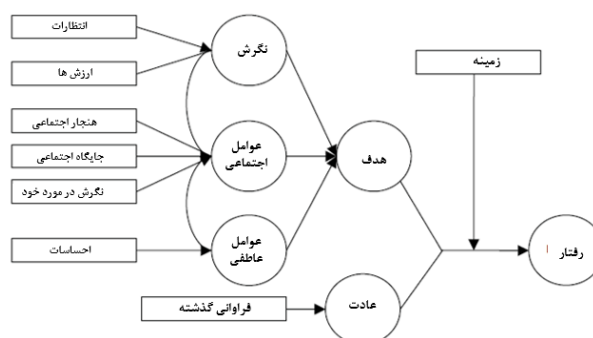 انتظارات
ارزش ها
هنجار اجتماعی
جایگاه اجتماعی
نگرش در مورد خود
احساسات
نگرش
عوامل
اجتماعی
عوامل
عاطفی
فراوانی گذشته
هدف
عادت
زمینه
رفتار